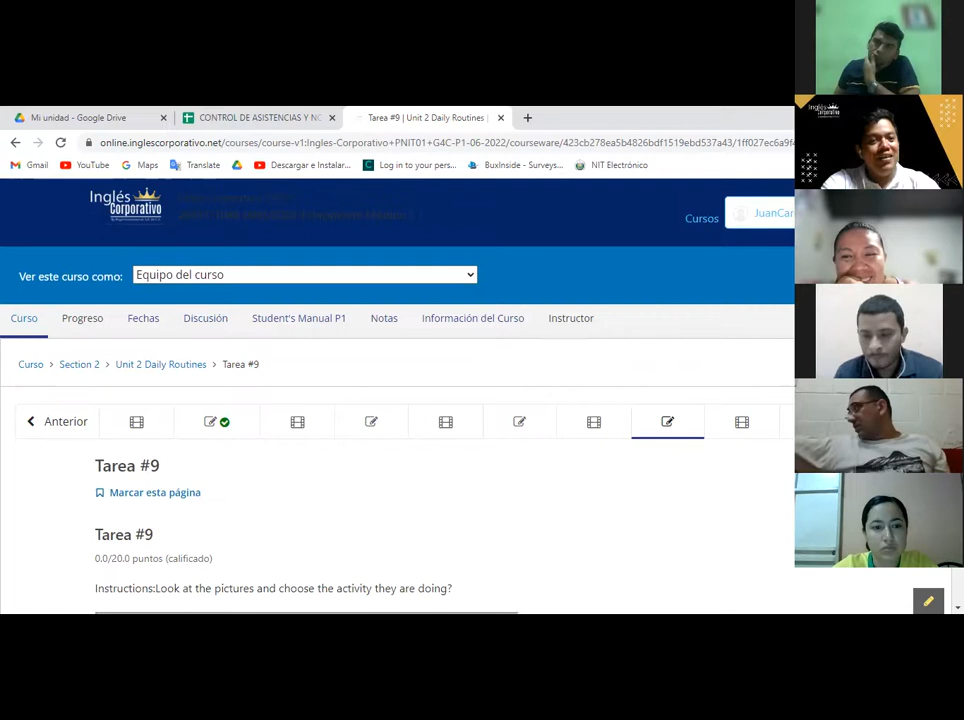 Mi unidad - Google Drive
CONTROL DE ASISTENCIAS Y NO
Tarea #9 | Unit 2 Daily Routines |
online.inglescorporativo.net/courses/course-v1:Ingles-Corporativo+PNIT01+G4C-P1-06-2022/courseware/423cb278ea5b4826bdf1519ebd537a43/1ff027ec6a9f4
Gmail
YouTube
Maps
Translate
Descargar e Instalar...
Log in to your pers...
BuxInside - Surveys...
NIT Electrónico
Inglés
Corporativo
Cursos
JuanCar
Ver este curso como:
Equipo del curso
Curso
Progreso
Fechas
Discusión
Student's Manual P1
Notas
Información del Curso
Instructor
Curso > Section 2 > Unit 2 Daily Routines > Tarea #9
Anterior
Tarea #9
Marcar esta página
Tarea #9
0.0/20.0 puntos (calificado)
Instructions:Look at the pictures and choose the activity they are doing?
Inglés
Corporativo